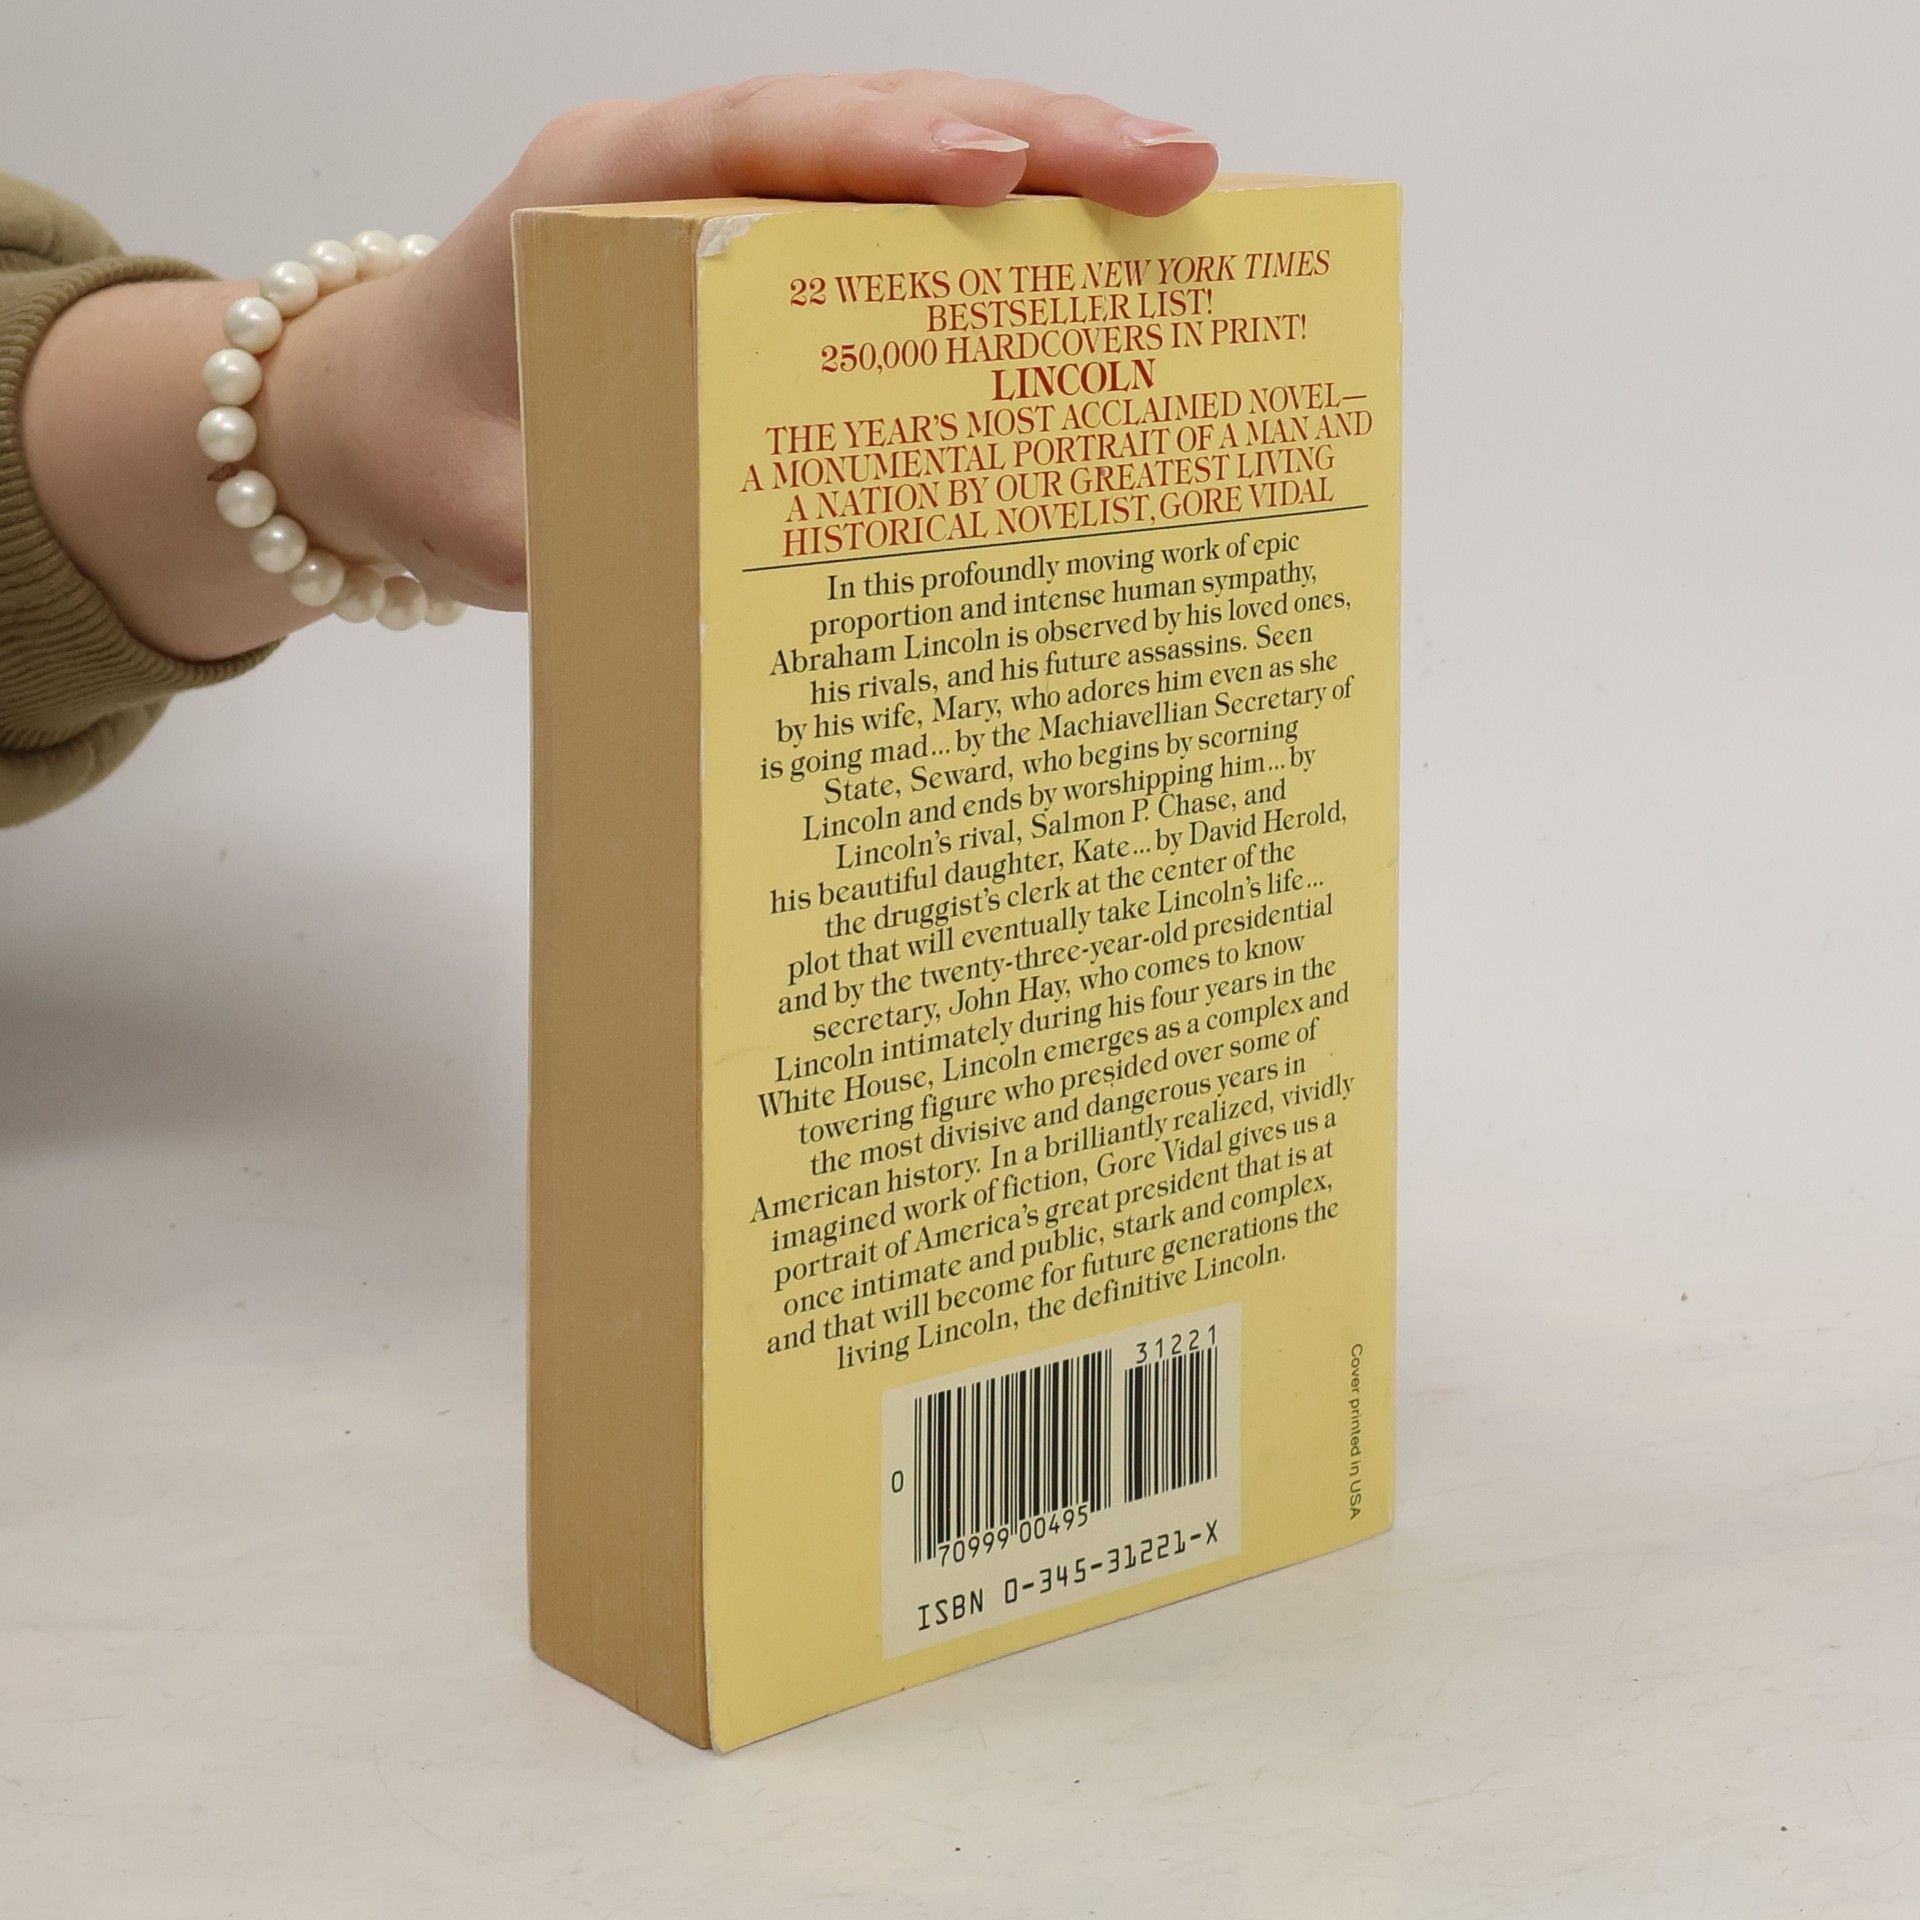 22 WEEKS ON THE NEW YORK TIMES
BESTSELLER LIST!
250,000 HARDCOVERS IN PRINT!
LINCOLN
THE YEAR'S MOST ACCLAIMED NOVEL—
A MONUMENTAL PORTRAIT OF A MAN AND
A NATION BY OUR GREATEST LIVING
HISTORICAL NOVELIST, GORE VIDAL
In this profoundly moving work of epic
proportion and intense human sympathy,
Abraham Lincoln is observed by his loved ones,
his rivals, and his future assassins. Seen
by his wife, Mary, who adores him even as she
is going mad...by the Machiavellian Secretary of
State, Seward, who begins by scorning
Lincoln and ends by worshipping him...by
Lincoln's rival, Salmon P. Chase, and
his beautiful daughter, Kate...by David Herold,
the druggist's clerk at the center of the
plot that will eventually take Lincoln's life...
and by the twenty-three-year-old presidential
secretary, John Hay, who comes to know
Lincoln intimately during his four years in the
White House, Lincoln emerges as a complex and
towering figure who presided over some of
the most divisive and dangerous years in
American history. In a brilliantly realized, vividly
imagined work of fiction, Gore Vidal gives us a
portrait of America's great president that is at
once intimate and public, stark and complex,
and that will become for future generations the
living Lincoln, the definitive Lincoln.
31221
0
70999 00495
ISBN 0-345-31221-X
Cover printed in USA